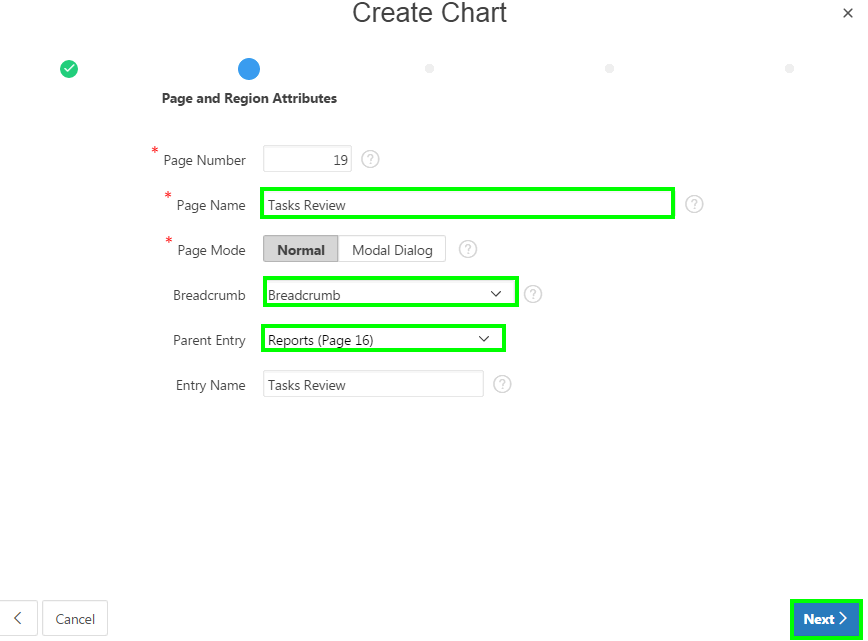 Create Chart
Page and Region Attributes
* Page Number 19 ?
* Page Name Tasks Review ?
* Page Mode Normal Modal Dialog ?
Breadcrumb Breadcrumb ?
Parent Entry Reports (Page 16)
Entry Name Tasks Review ?
Cancel Next